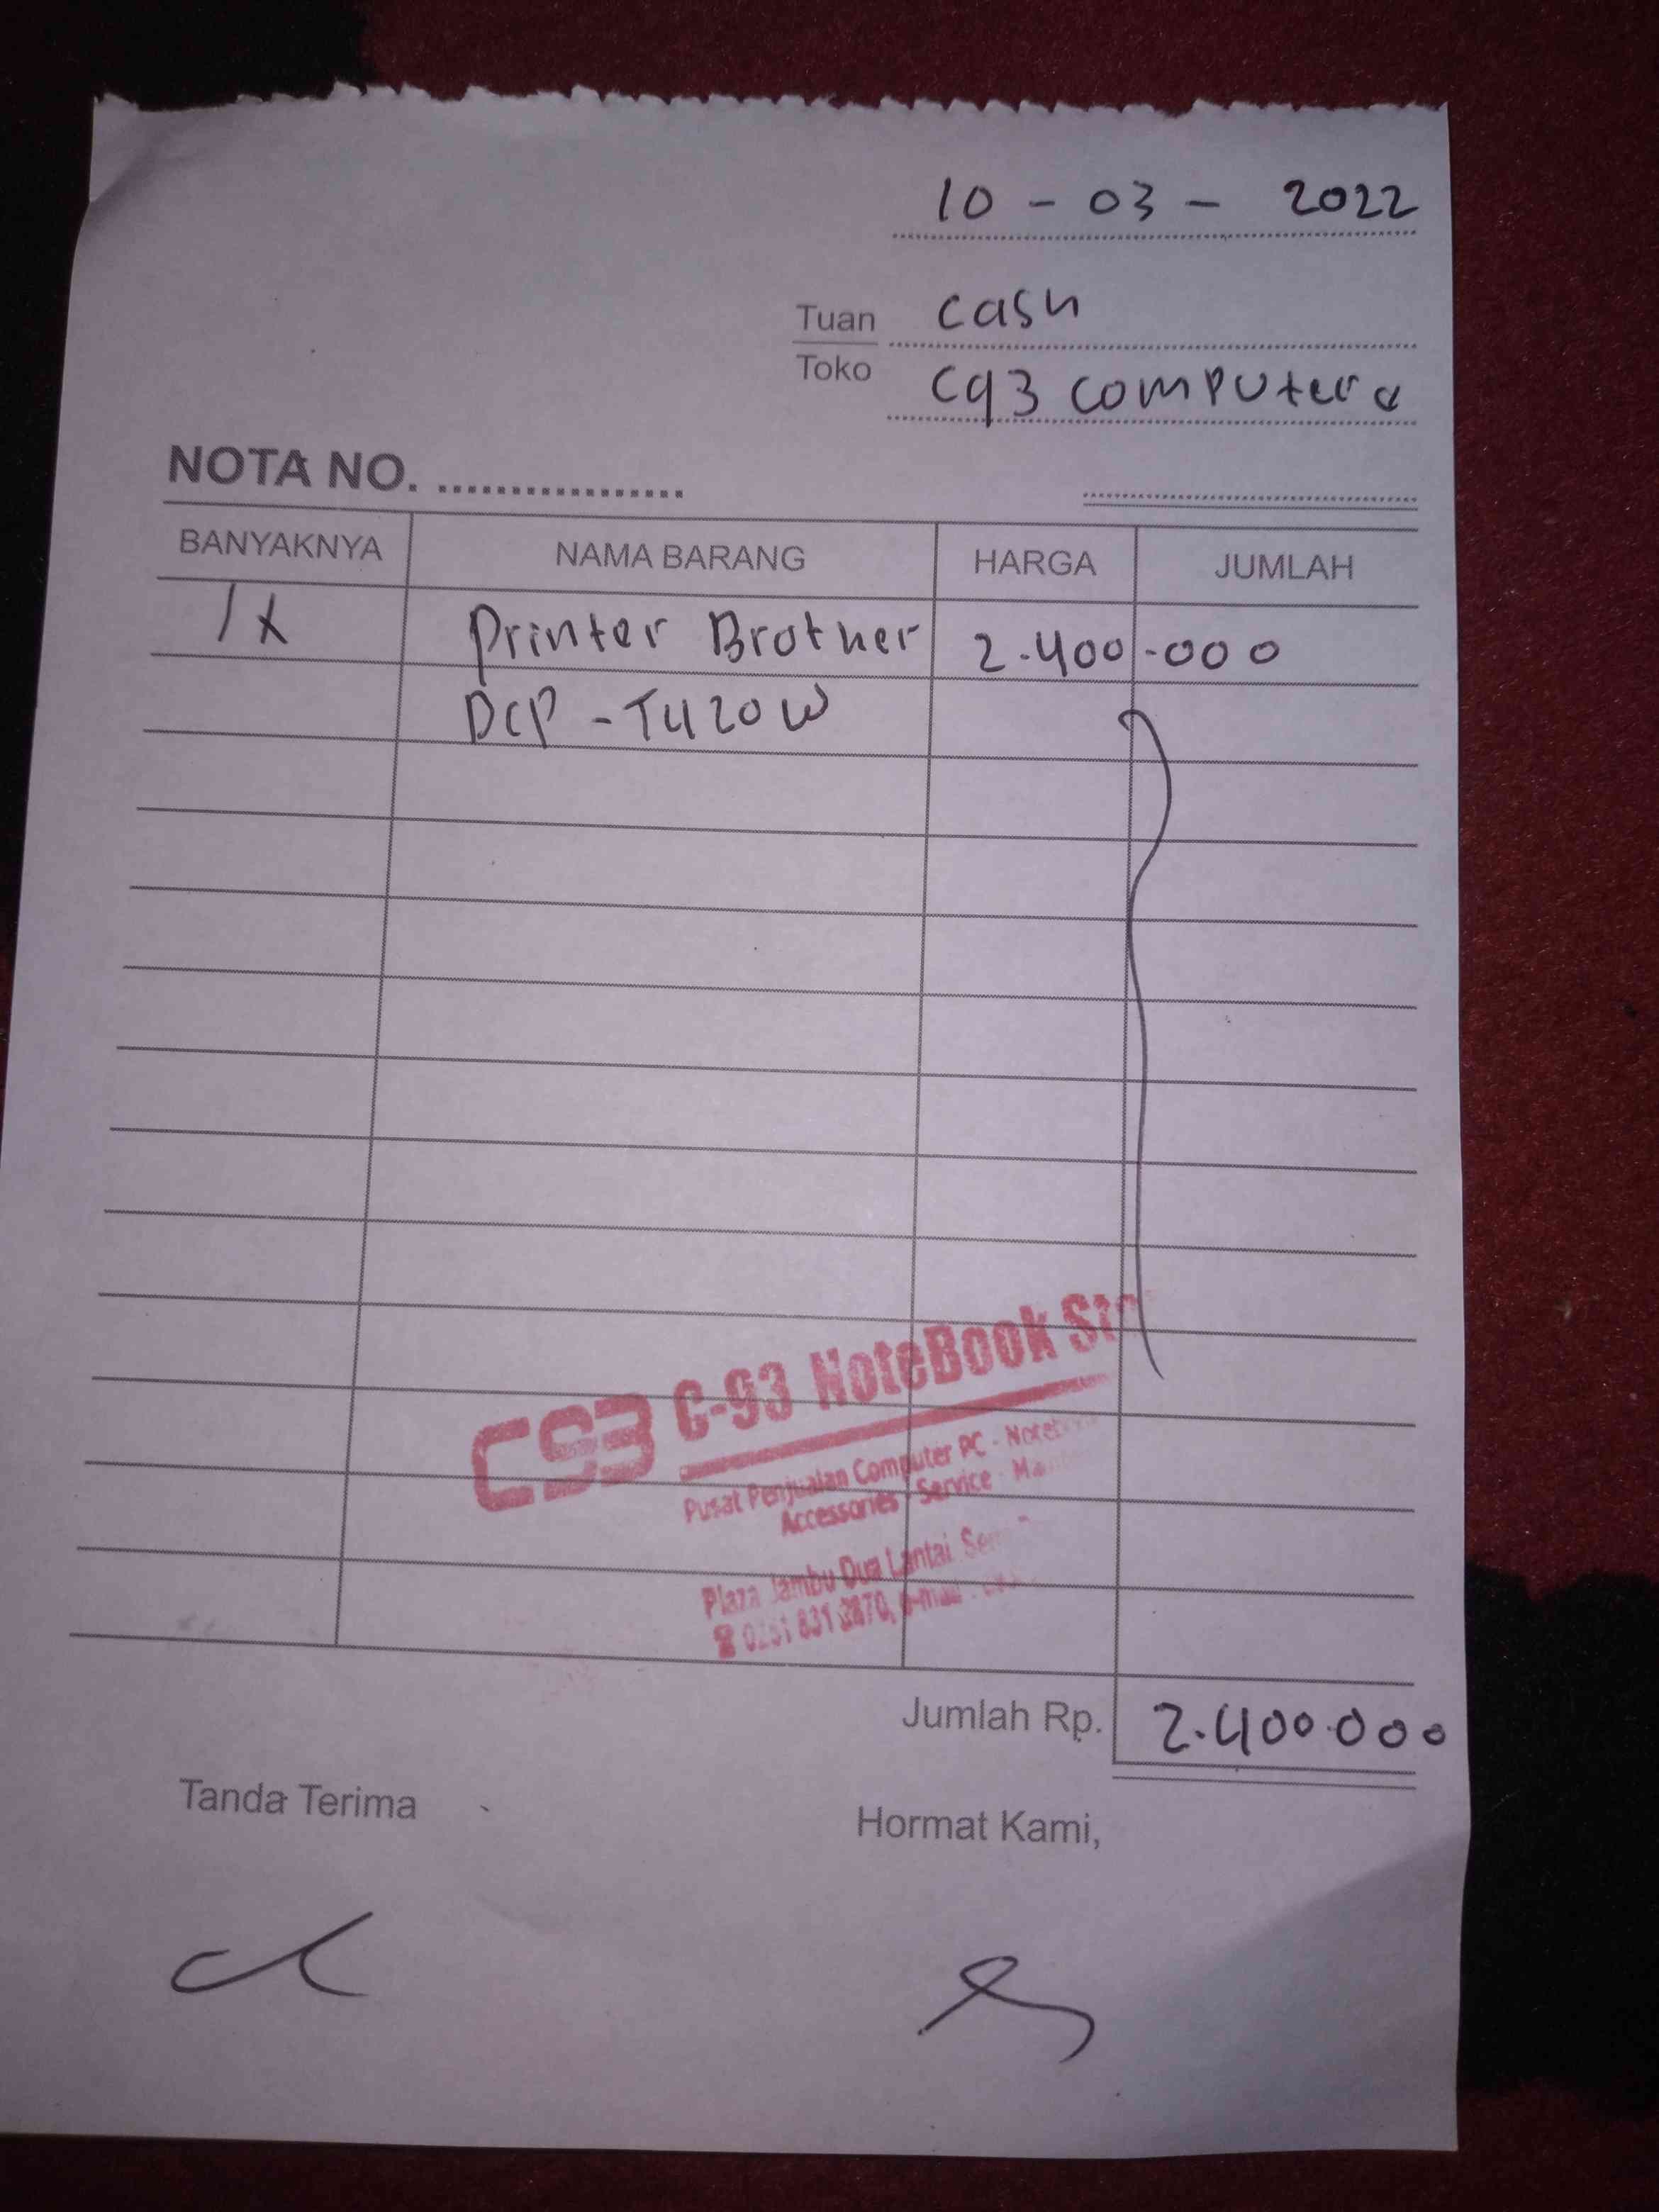 10 - 03 - 2022
Tuan cash
Toko C93 computer
NOTA NO. .................
BANYAKNYA NAMA BARANG HARGA JUMLAH
1x Printer Brother 2.400.000
DCP - T420W
C93 C-93 NoteBook
Pusat Penjualan Computer PC -
Accessories - Service
Plaza Jambu Dua Lantai
Jumlah Rp. 2.400.000
Tanda Terima
Hormat Kami,